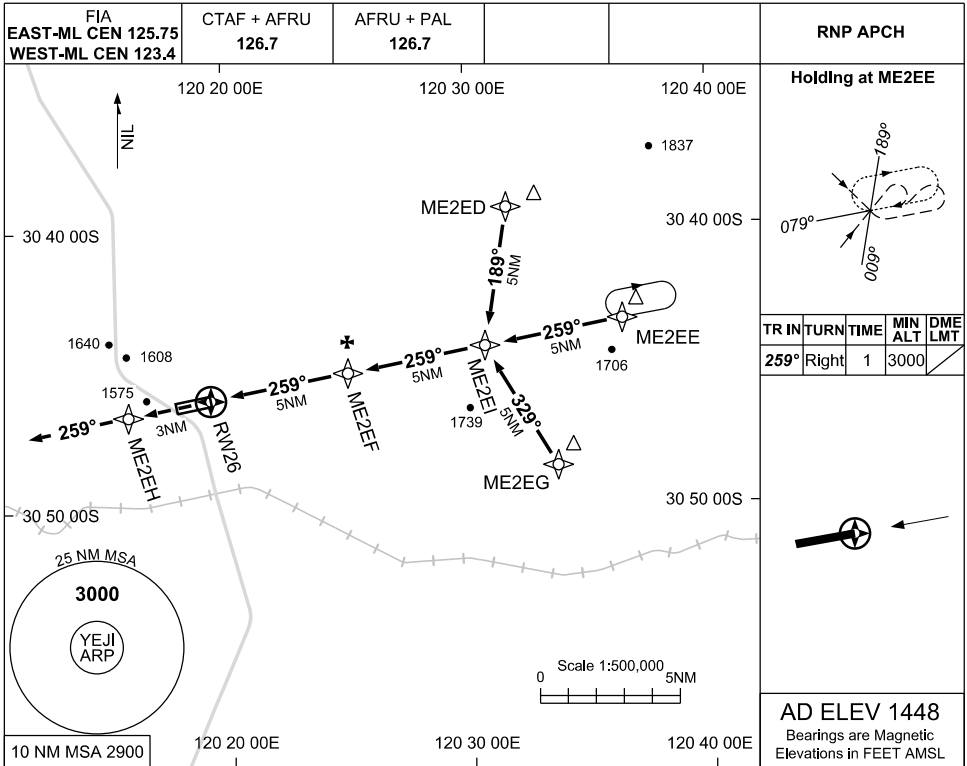 FIA
EAST-ML CEN 125.75
WEST-ML CEN 123.4
CTAF + AFRU
126.7
AFRU + PAL
126.7
RNP APCH
120 20 00E
120 30 00E
120 40 00E
NIL
1837
ME2ED
30 40 00S
30 40 00S
189°
5NM
259°
5NM
ME2EE
1706
1640
1608
259°
5NM
ME2EI
1575
259°
5NM
ME2EF
1739
329°
5NM
ME2EG
259°
3NM
ME2EH
RW26
30 50 00S
30 50 00S
25 NM MSA
3000
YEJI
ARP
10 NM MSA 2900
Scale 1:500,000
0
5NM
120 20 00E
120 30 00E
120 40 00E
Holding at ME2EE
189°
079°
009°
TR IN TURN TIME MIN ALT DME LMT
259° Right 1 3000
AD ELEV 1448
Bearings are Magnetic
Elevations in FEET AMSL